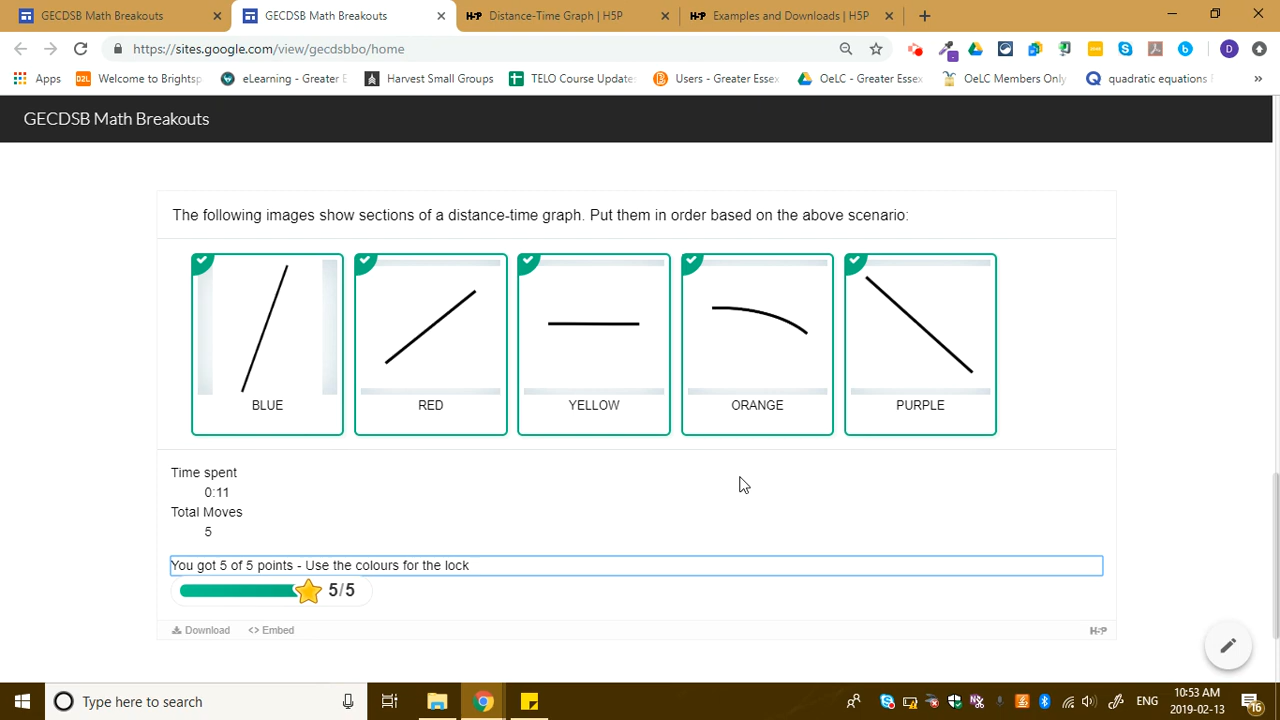 GECDSB Math Breakouts
GECDSB Math Breakouts
H-P Distance-Time Graph | H5P
H-P Examples and Downloads | H5P
https://sites.google.com/view/gecdsbbo/home
D
Apps
D2L Welcome to Brightsp
eLearning - Greater E
Harvest Small Groups
TELO Course Update
Users - Greater Esse
OeLC - Greater Essex
OeLC Members Only
quadratic equations
GECDSB Math Breakouts
The following images show sections of a distance-time graph. Put them in order based on the above scenario:
BLUE
RED
YELLOW
ORANGE
PURPLE
Time spent
0:11
Total Moves
5
You got 5 of 5 points - Use the colours for the lock
5/5
Download
<> Embed
H-P
Type here to search
ENG
10:53 AM
2019-02-13
16